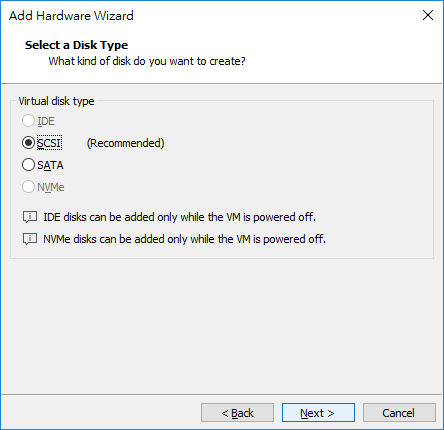 Add Hardware Wizard
Select a Disk Type
What kind of disk do you want to create?
Virtual disk type
IDE
SCSI (Recommended)
SATA
NVMe
IDE disks can be added only while the VM is powered off.
NVMe disks can be added only while the VM is powered off.
< Back Next > Cancel